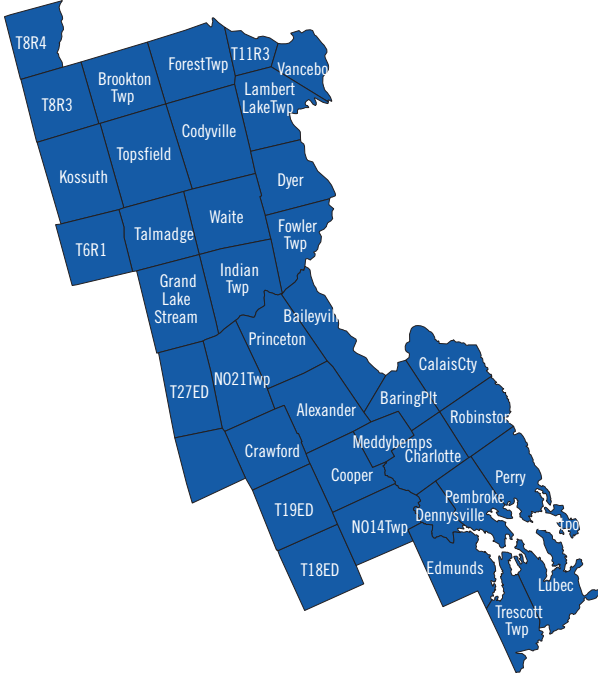 T8R4
ForestTwp
T11R3
Vancebo
Brookton
Twp
T8R3
Lambert
LakeTwp
Codyville
Topsfield
Kossuth
Dyer
Waite
Talmadge
Fowler
Twp
T6R1
Indian
Twp
Grand
Lake
Stream
Baileyvil
Princeton
CalaisCty
NO21Twp
T27ED
BaringPlt
Alexander
Robinston
Meddybemps
Crawford
Charlotte
Cooper
Perry
Pembroke
T19ED
Dennysville
NO14Twp
tpo
Edmunds
T18ED
Lubec
Trescott
Twp